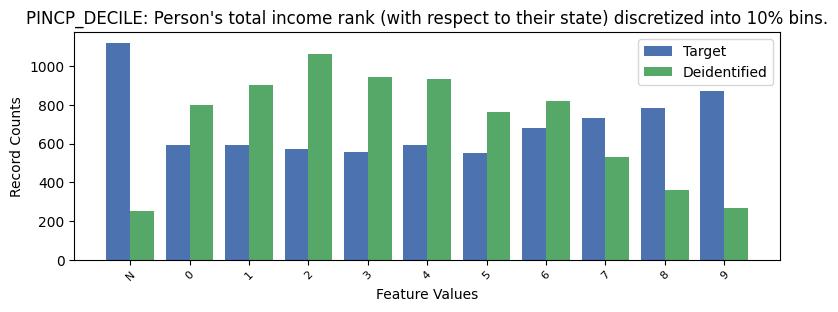 PINCP_DECILE: Person's total income rank (with respect to their state) discretized into 10% bins.
Target
Deidentified
Record Counts
1000
800
600
400
200
0
N 0 1 2 3 4 5 6 7 8 9
Feature Values